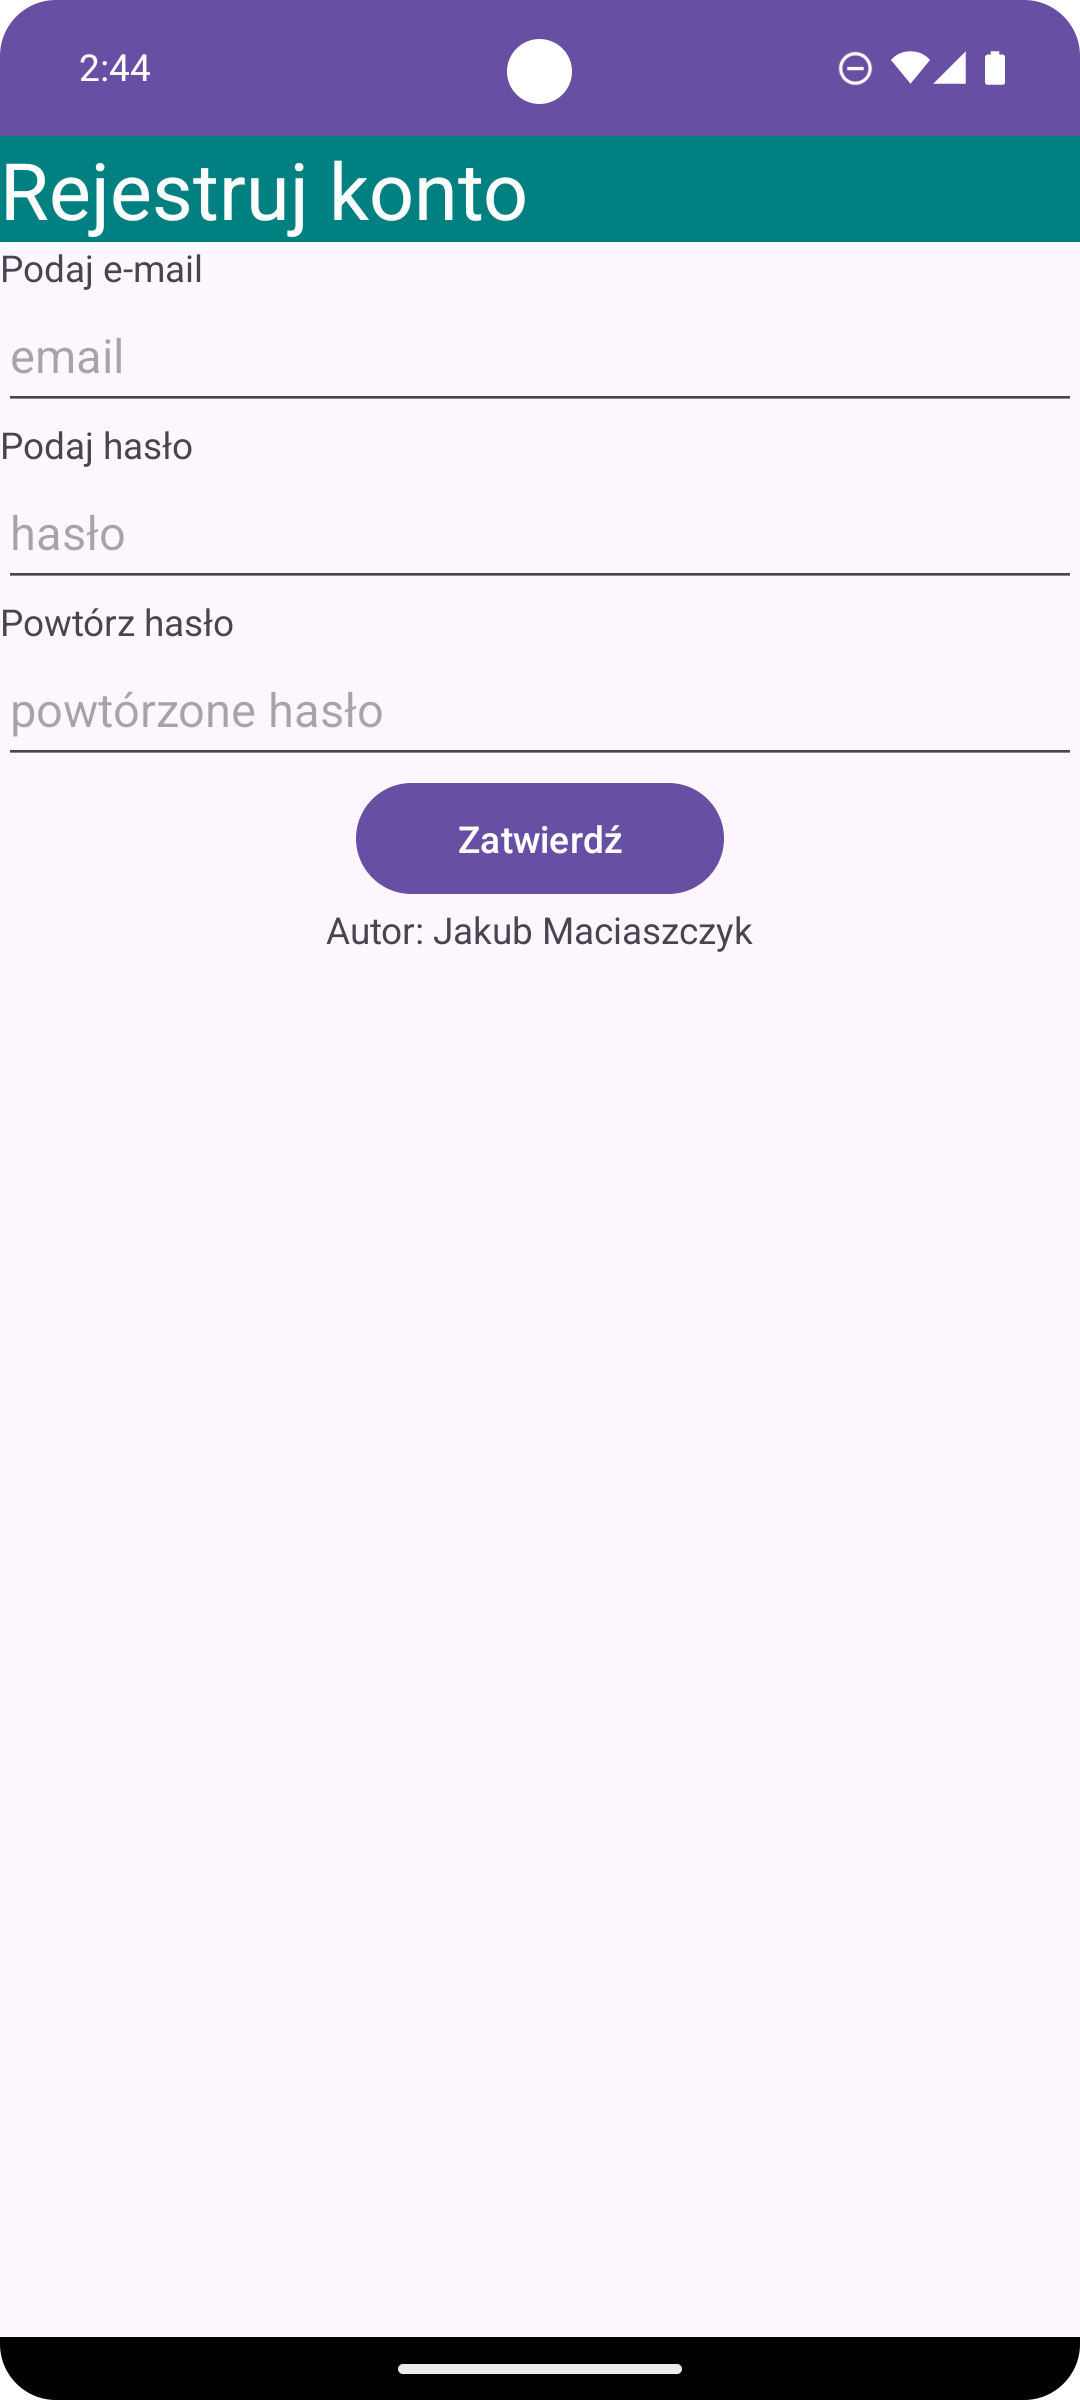 2:44
Rejestruj konto
Podaj e-mail
email
Podaj hasło
hasło
Powtórz hasło
powtórzone hasło
Zatwierdź
Autor: Jakub Maciaszczyk